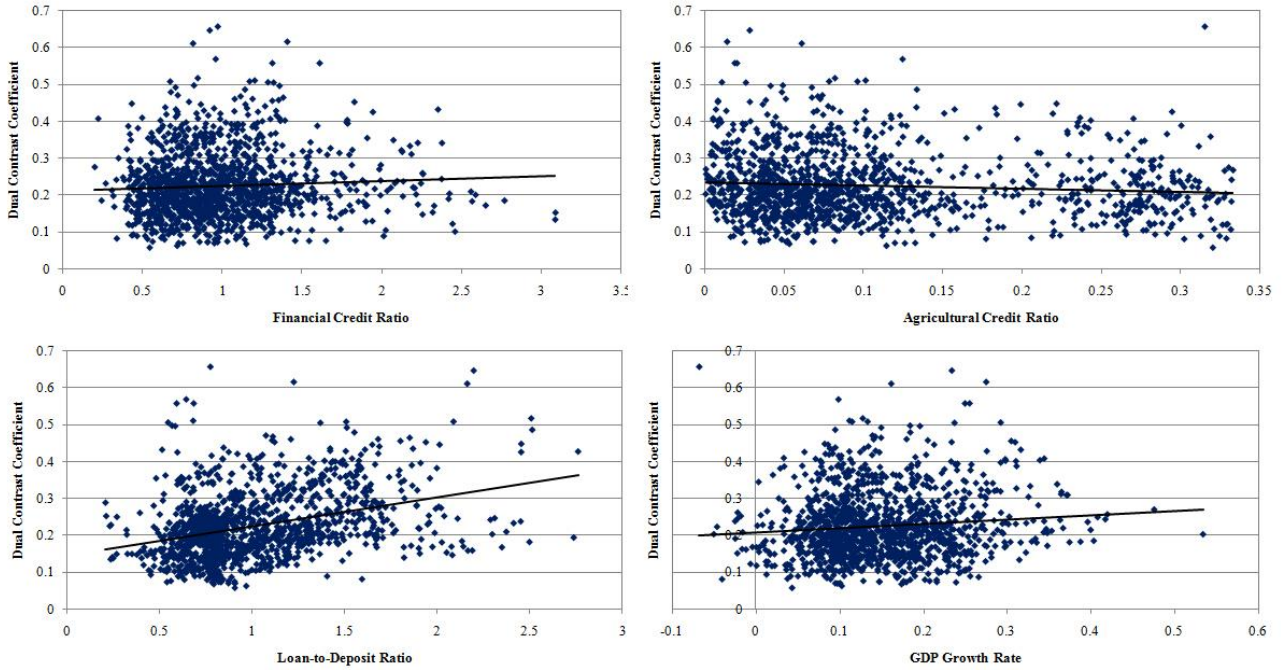 0.7
0.6
0.5
0.4
0.3
0.2
0.1
0
Dual Contrast Coefficient
0 0.5 1 1.5 2 2.5 3 3.5
Financial Credit Ratio
0.7
0.6
0.5
0.4
0.3
0.2
0.1
0
Dual Contrast Coefficient
0 0.05 0.1 0.15 0.2 0.25 0.3 0.35
Agricultural Credit Ratio
0.7
0.6
0.5
0.4
0.3
0.2
0.1
0
Dual Contrast Coefficient
0 0.5 1 1.5 2 2.5 3
Loan-to-Deposit Ratio
0.7
0.6
0.5
0.4
0.3
0.2
0.1
0
Dual Contrast Coefficient
-0.1 0 0.1 0.2 0.3 0.4 0.5 0.6
GDP Growth Rate